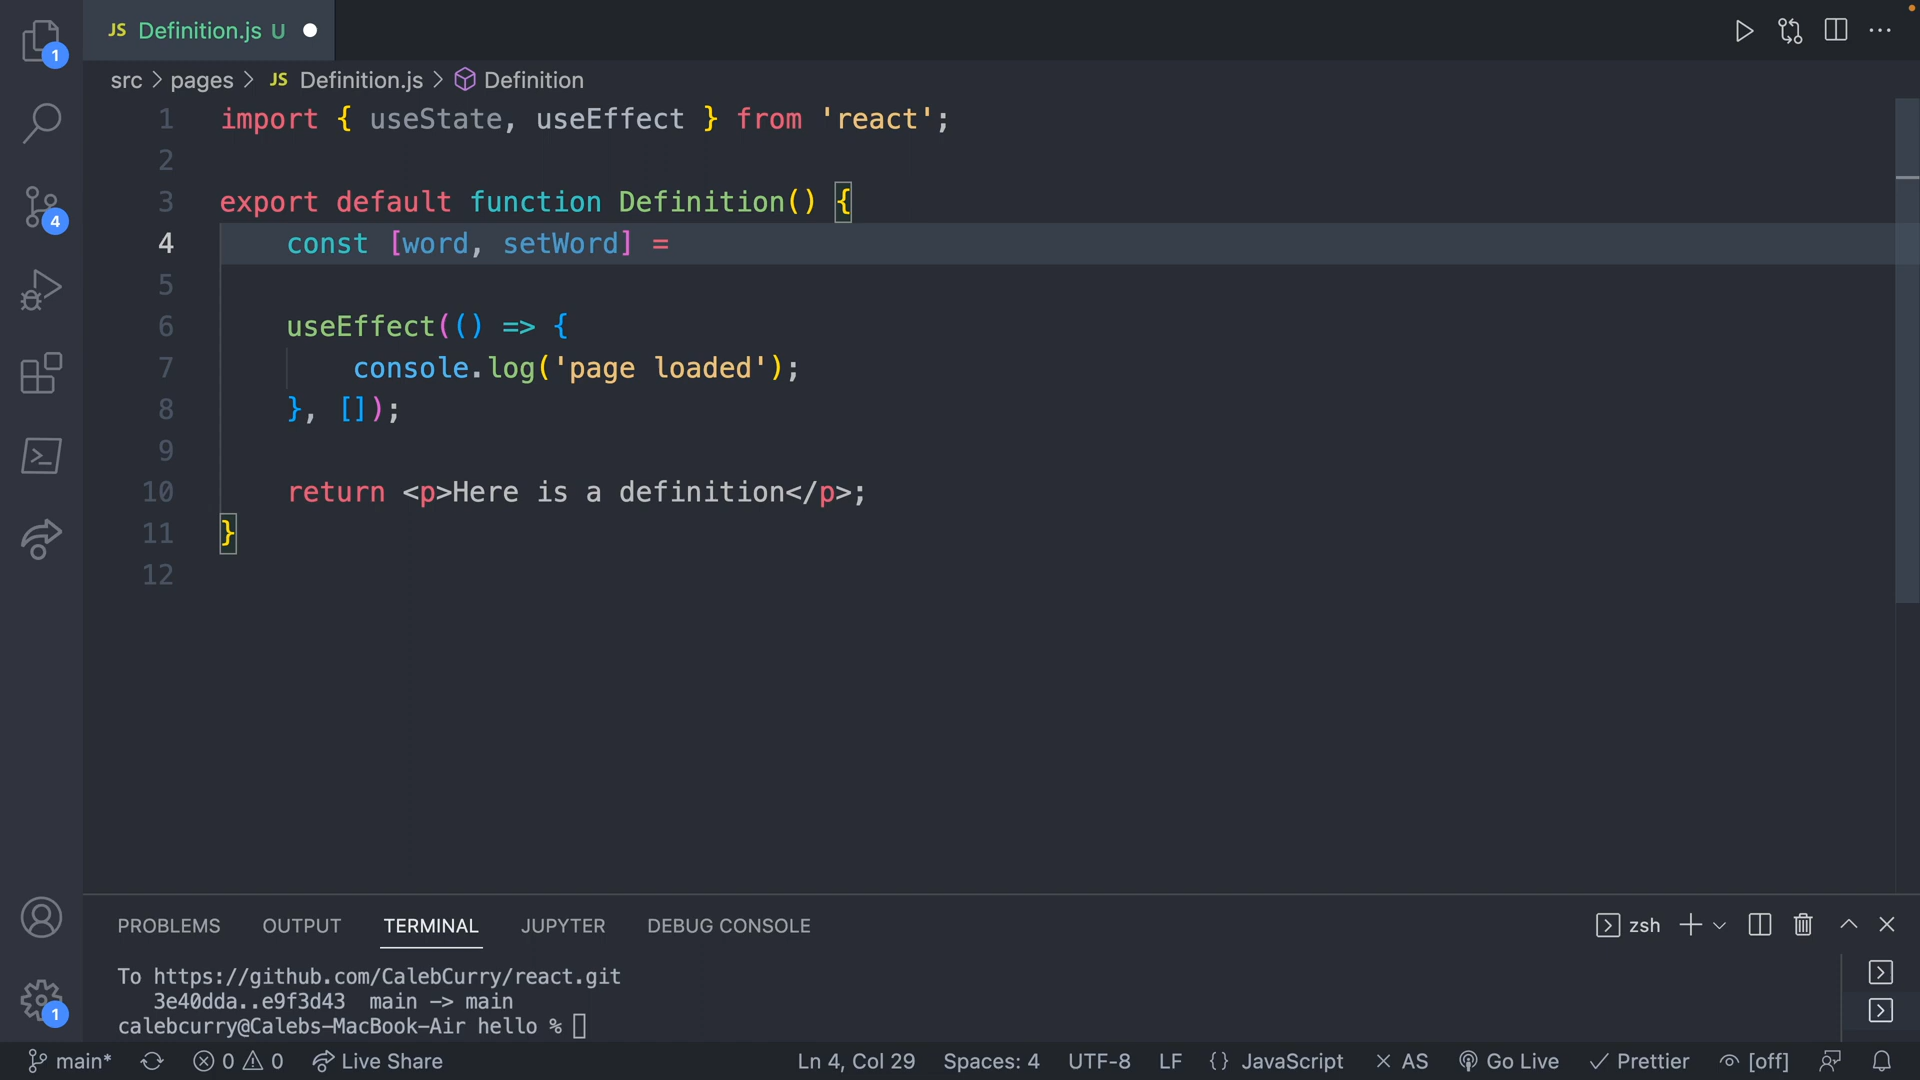 JS Definition.js U
1
src > pages > JS Definition.js > Definition
1 import { useState, useEffect } from 'react';
2
3 export default function Definition() {
4 const [word, setWord] =
5
6 useEffect(() => {
7 console.log('page loaded');
8 }, []);
9
10 return <p>Here is a definition</p>;
11 }
12
4
1
PROBLEMS OUTPUT TERMINAL JUPYTER DEBUG CONSOLE zsh
To https://github.com/CalebCurry/react.git
3e40dda..e9f3d43 main -> main
calebcurry@Calebs-MacBook-Air hello %
main* 0 0 Live Share Ln 4, Col 29 Spaces: 4 UTF-8 LF {} JavaScript × AS Go Live ✓ Prettier [off]